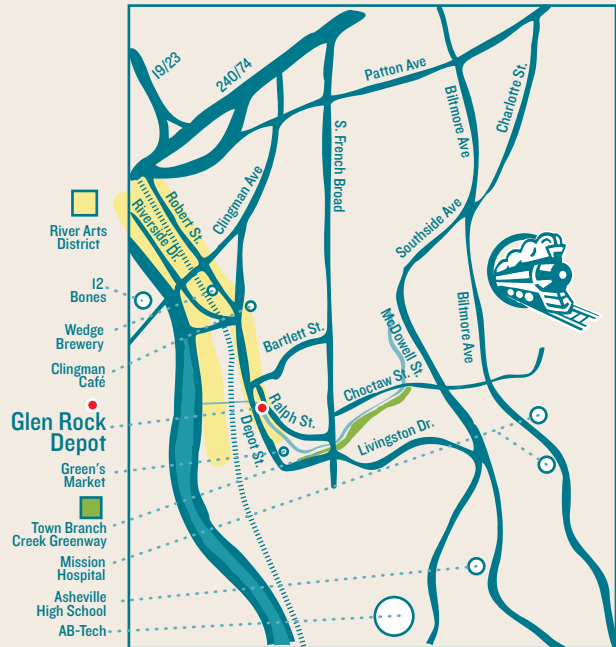 19/23
240/74
Patton Ave
Biltmore Ave
Charlotte St.
S. French Broad
Clingman Ave
Robert St.
Riverside Dr.
Southside Ave
Biltmore Ave
McDowell St.
Bartlett St.
Choctaw St.
Ralph St.
Depot St.
Livingston Dr.
River Arts
District
12
Bones
Wedge
Brewery
Clingman
Café
Glen Rock
Depot
Green's
Market
Town Branch
Creek Greenway
Mission
Hospital
Asheville
High School
AB-Tech